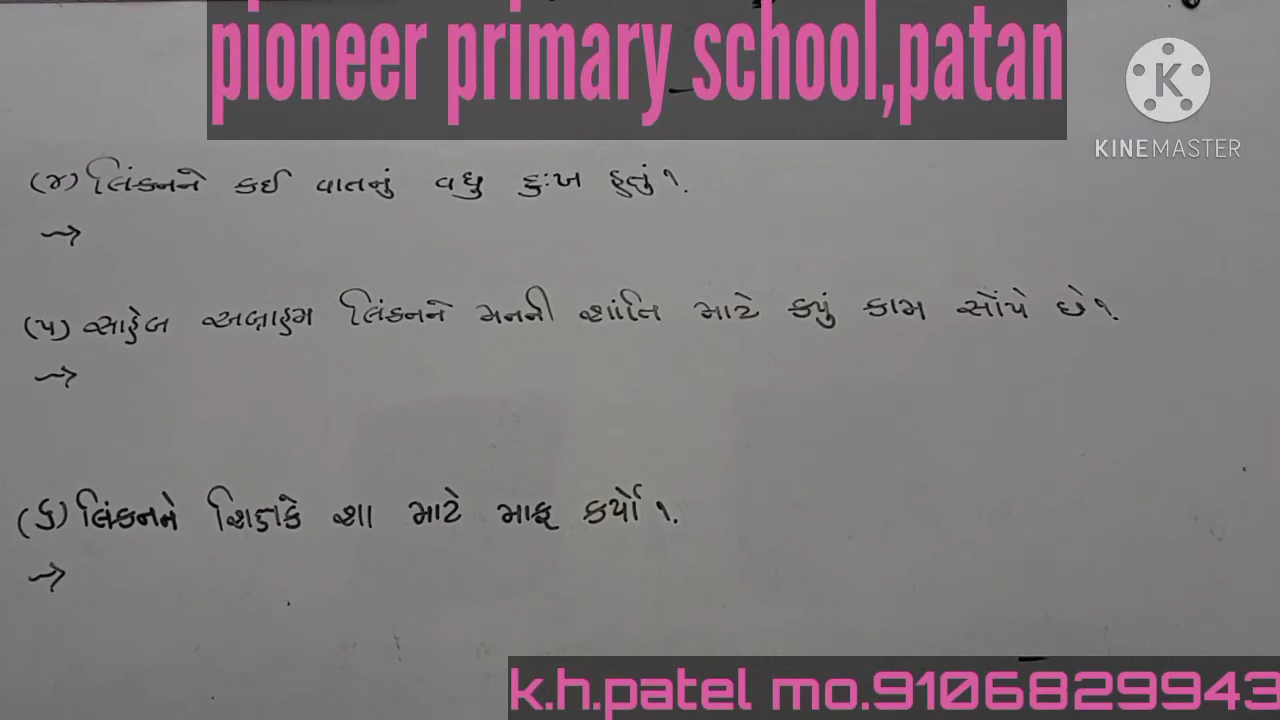 pioneer primary school,patan
KINEMASTER
(૪) લિંકનને કઈ વાતનું વધુ દુઃખ હતું ?
→
(૫) સાહેબ અબ્રાહમ લિંકનને મનની શાંતિ માટે કયું કામ સોંપે છે ?
→
(૬) લિંકનને શિક્ષકે શા માટે માફ કર્યો ?
→
k.h.patel mo.9106829943